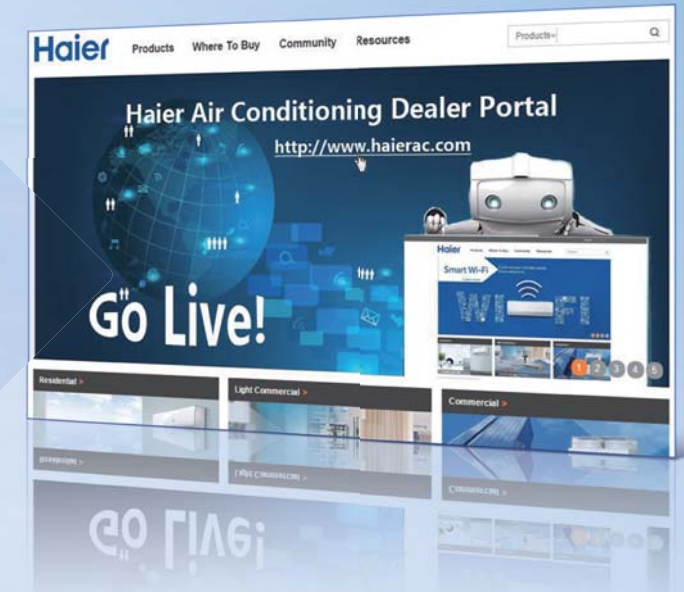 Haier
Products Where To Buy Community Resources
Products
Haier Air Conditioning Dealer Portal
http://www.haierac.com
Go Live!
Haier
Smart Wi-Fi
1 2 3 4 5
Residential >
Light Commercial >
Commercial >